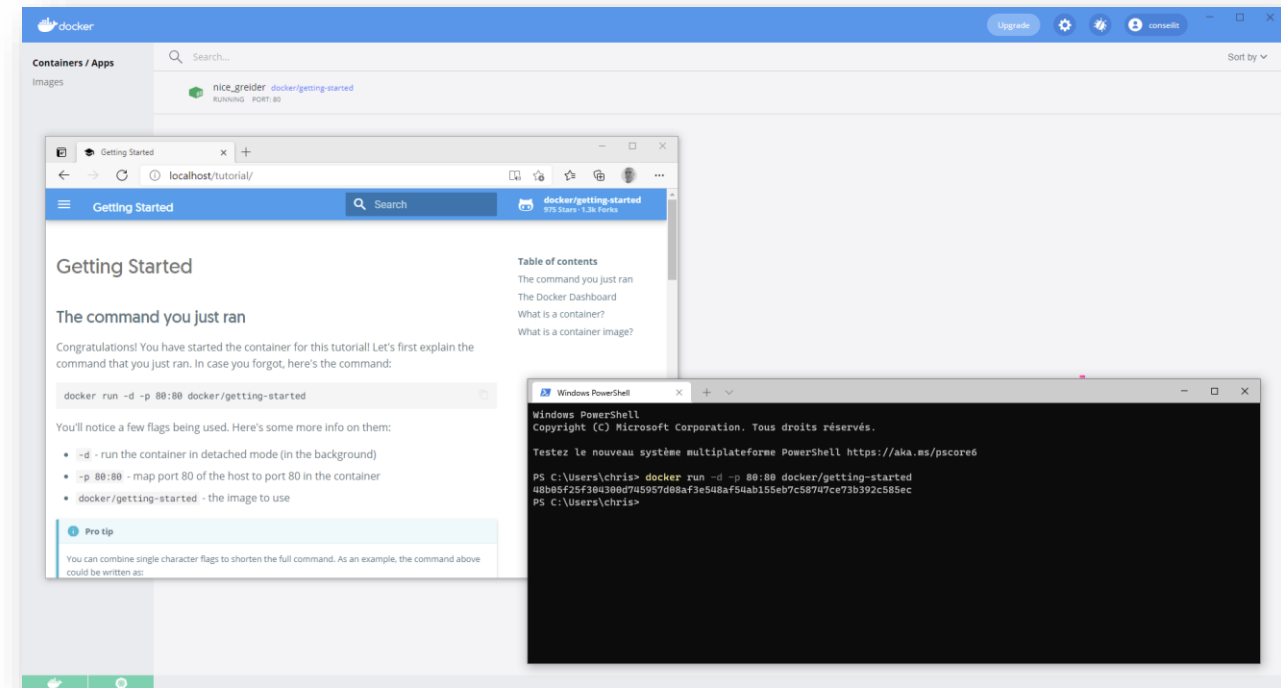 docker
Upgrade
conseilit
Containers / Apps
Images
Search...
Sort by
nice_greider docker/getting-started
RUNNING PORT: 80
Getting Started
localhost/tutorial/
Getting Started
Search
docker/getting-started
975 Stars · 1.3k Forks
Getting Started
The command you just ran
Congratulations! You have started the container for this tutorial! Let's first explain the
command that you just ran. In case you forgot, here's the command:
docker run -d -p 80:80 docker/getting-started
You'll notice a few flags being used. Here's some more info on them:
-d - run the container in detached mode (in the background)
-p 80:80 - map port 80 of the host to port 80 in the container
docker/getting-started - the image to use
Pro tip
You can combine single character flags to shorten the full command. As an example, the command above
could be written as:
Table of contents
The command you just ran
The Docker Dashboard
What is a container?
What is a container image?
Windows PowerShell
Windows PowerShell
Copyright (C) Microsoft Corporation. Tous droits réservés.
Testez le nouveau système multiplateforme PowerShell https://aka.ms/pscore6
PS C:\Users\chris> docker run -d -p 80:80 docker/getting-started
48b05f25f304300d745957d08af3e548af54ab155eb7c58747ce73b392c585ec
PS C:\Users\chris>